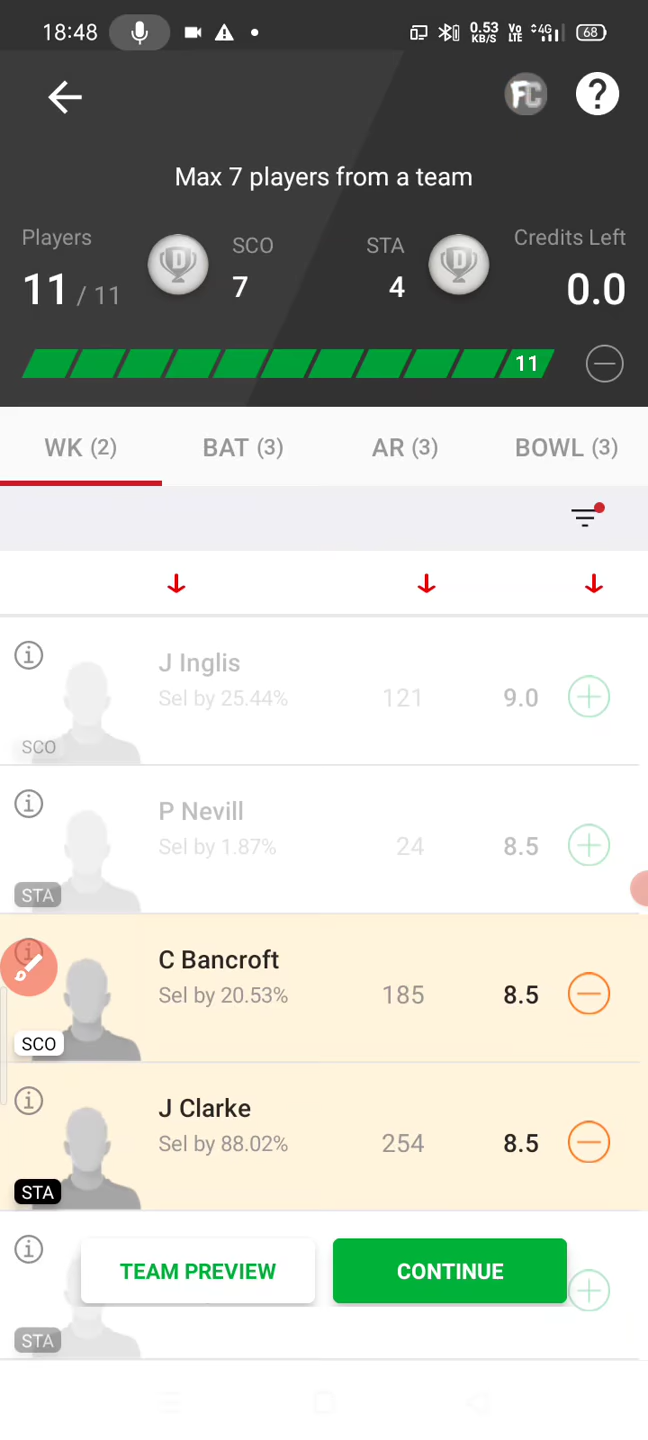 18:48 0.53 KB/S Vo LTE 4G 68
FC ?
Max 7 players from a team
Players SCO STA Credits Left
11 / 11 D 7 4 D 0.0
11
WK (2) BAT (3) AR (3) BOWL (3)
J Inglis
Sel by 25.44% 121 9.0
SCO
P Nevill
Sel by 1.87% 24 8.5
STA
C Bancroft
Sel by 20.53% 185 8.5
SCO
J Clarke
Sel by 88.02% 254 8.5
STA
TEAM PREVIEW CONTINUE
STA